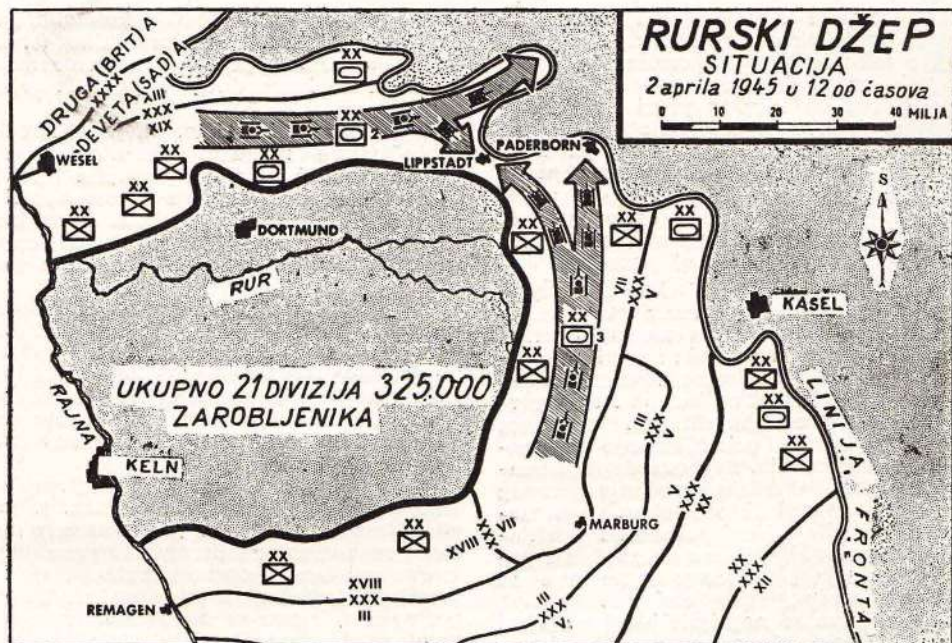 RURSKI DŽEP
SITUACIJA
2 aprila 1945 u 12 00 časova
0 10 20 30 40 MILJA
DRUGA (BRIT) A
XXXX
DEVETA (SAD) A
XIII
XXX
XIX
WESEL
XX
XX
XX
XX
XX
XX
2
LIPPSTADT
PADERBORN
S
DORTMUND
RUR
XX
XX
XX
VII
XXX
V
KASEL
XX
3
XX
UKUPNO 21 DIVIZIJA 325.000
ZAROBLJENIKA
RAJNA
KELN
XX
XX
XX
LINIJA FRONTA
III
XXX
V
V
XXX
XX
VII
XXX
XVIII
MARBURG
XX
XX
XX
XXX
XII
REMAGEN
XVIII
XXX
III
III
XXX
V